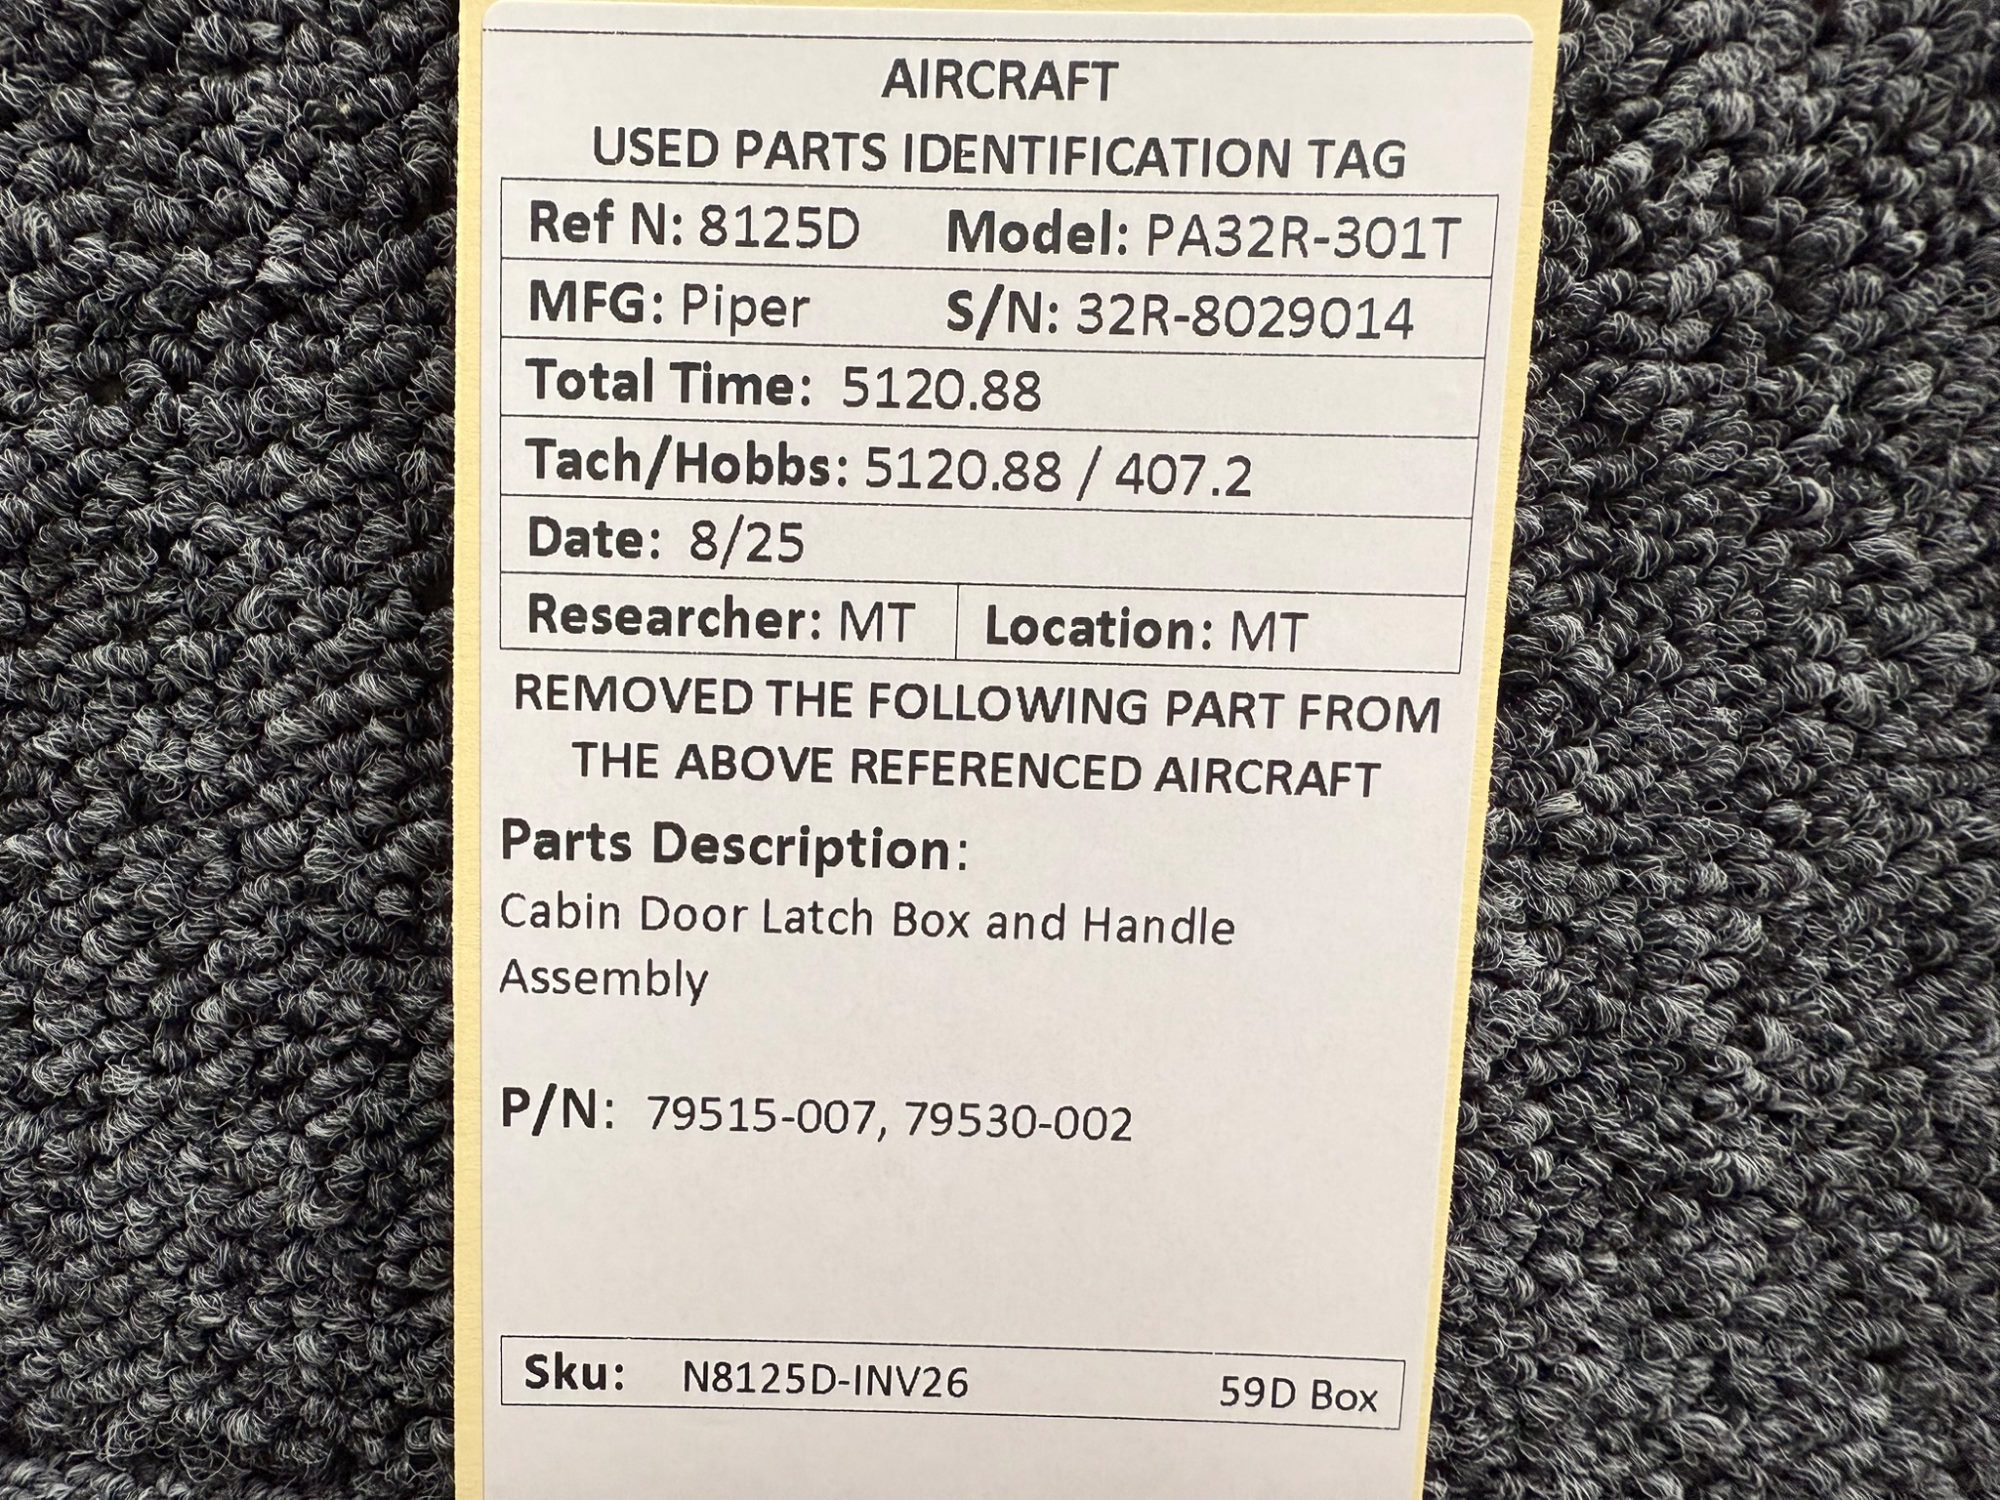 AIRCRAFT
USED PARTS IDENTIFICATION TAG
Ref N: 8125D Model: PA32R-301T
MFG: Piper S/N: 32R-8029014
Total Time: 5120.88
Tach/Hobbs: 5120.88 / 407.2
Date: 8/25
Researcher: MT Location: MT
REMOVED THE FOLLOWING PART FROM
THE ABOVE REFERENCED AIRCRAFT
Parts Description:
Cabin Door Latch Box and Handle
Assembly
P/N: 79515-007, 79530-002
Sku: N8125D-INV26 59D Box